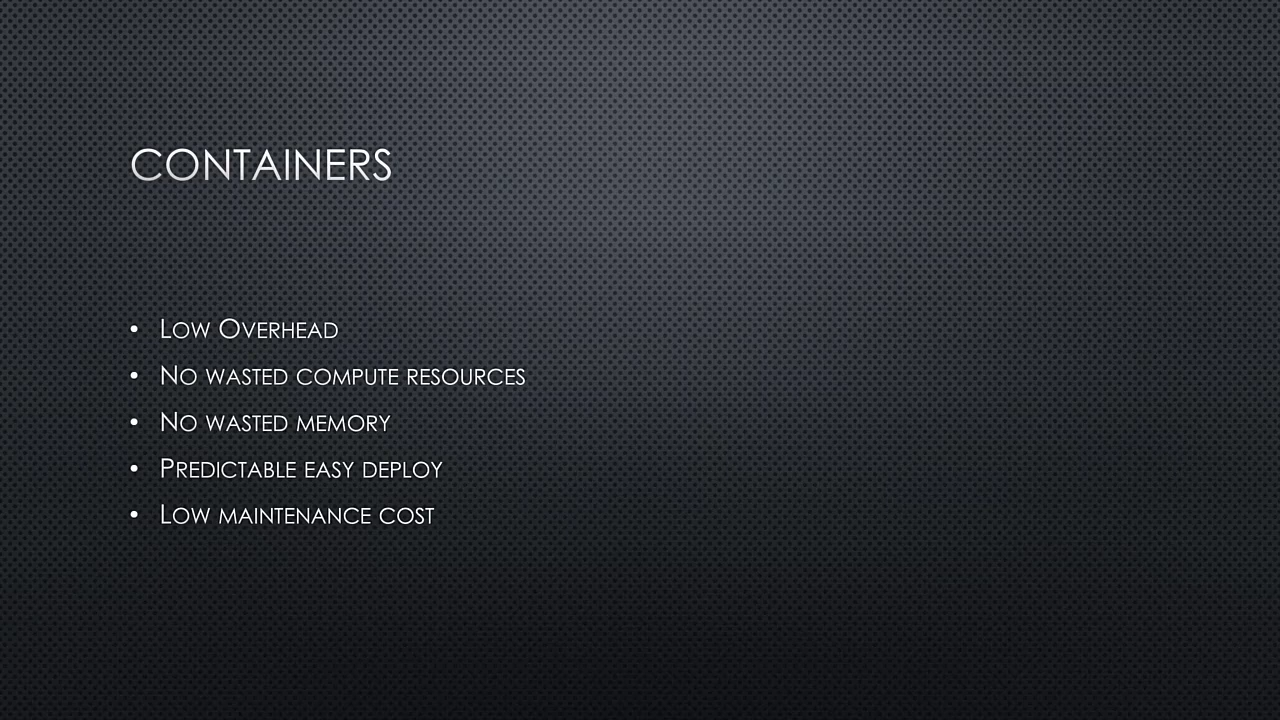 CONTAINERS
• LOW OVERHEAD
• NO WASTED COMPUTE RESOURCES
• NO WASTED MEMORY
• PREDICTABLE EASY DEPLOY
• LOW MAINTENANCE COST